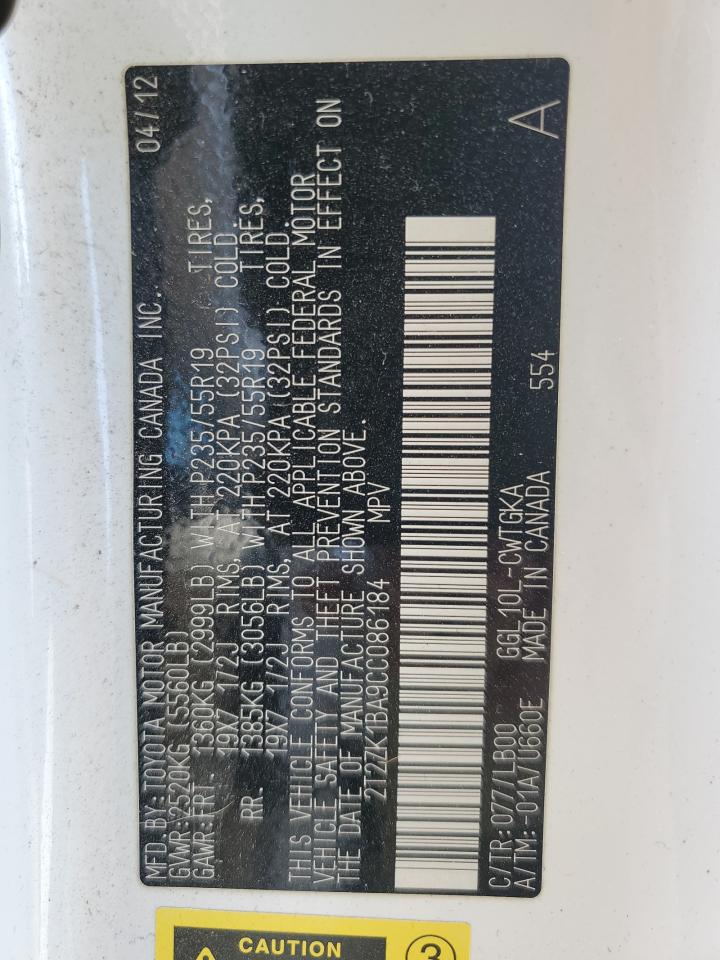 MFD.BY:TOYOTA MOTOR MANUFACTURING CANADA INC. 04/12
GVWR:2520KG (5560LB)
GAWR:FRT. 1360KG (2999LB) WITH P235/55R19 TIRES,
19X7 1/2J RIMS, AT 220KPA (32PSI) COLD.
RR. 1385KG (3056LB) WITH P235/55R19 TIRES,
19X7 1/2J RIMS, AT 220KPA (32PSI) COLD.
THIS VEHICLE CONFORMS TO ALL APPLICABLE FEDERAL MOTOR
VEHICLE SAFETY AND THEFT PREVENTION STANDARDS IN EFFECT ON
THE DATE OF MANUFACTURE SHOWN ABOVE.
2T2ZK1BA9CC086184 MPV
C/TR:077/LB00 GGL10L-CWTGKA
A/TM:-01A/U660E MADE IN CANADA 554 A
CAUTION
3